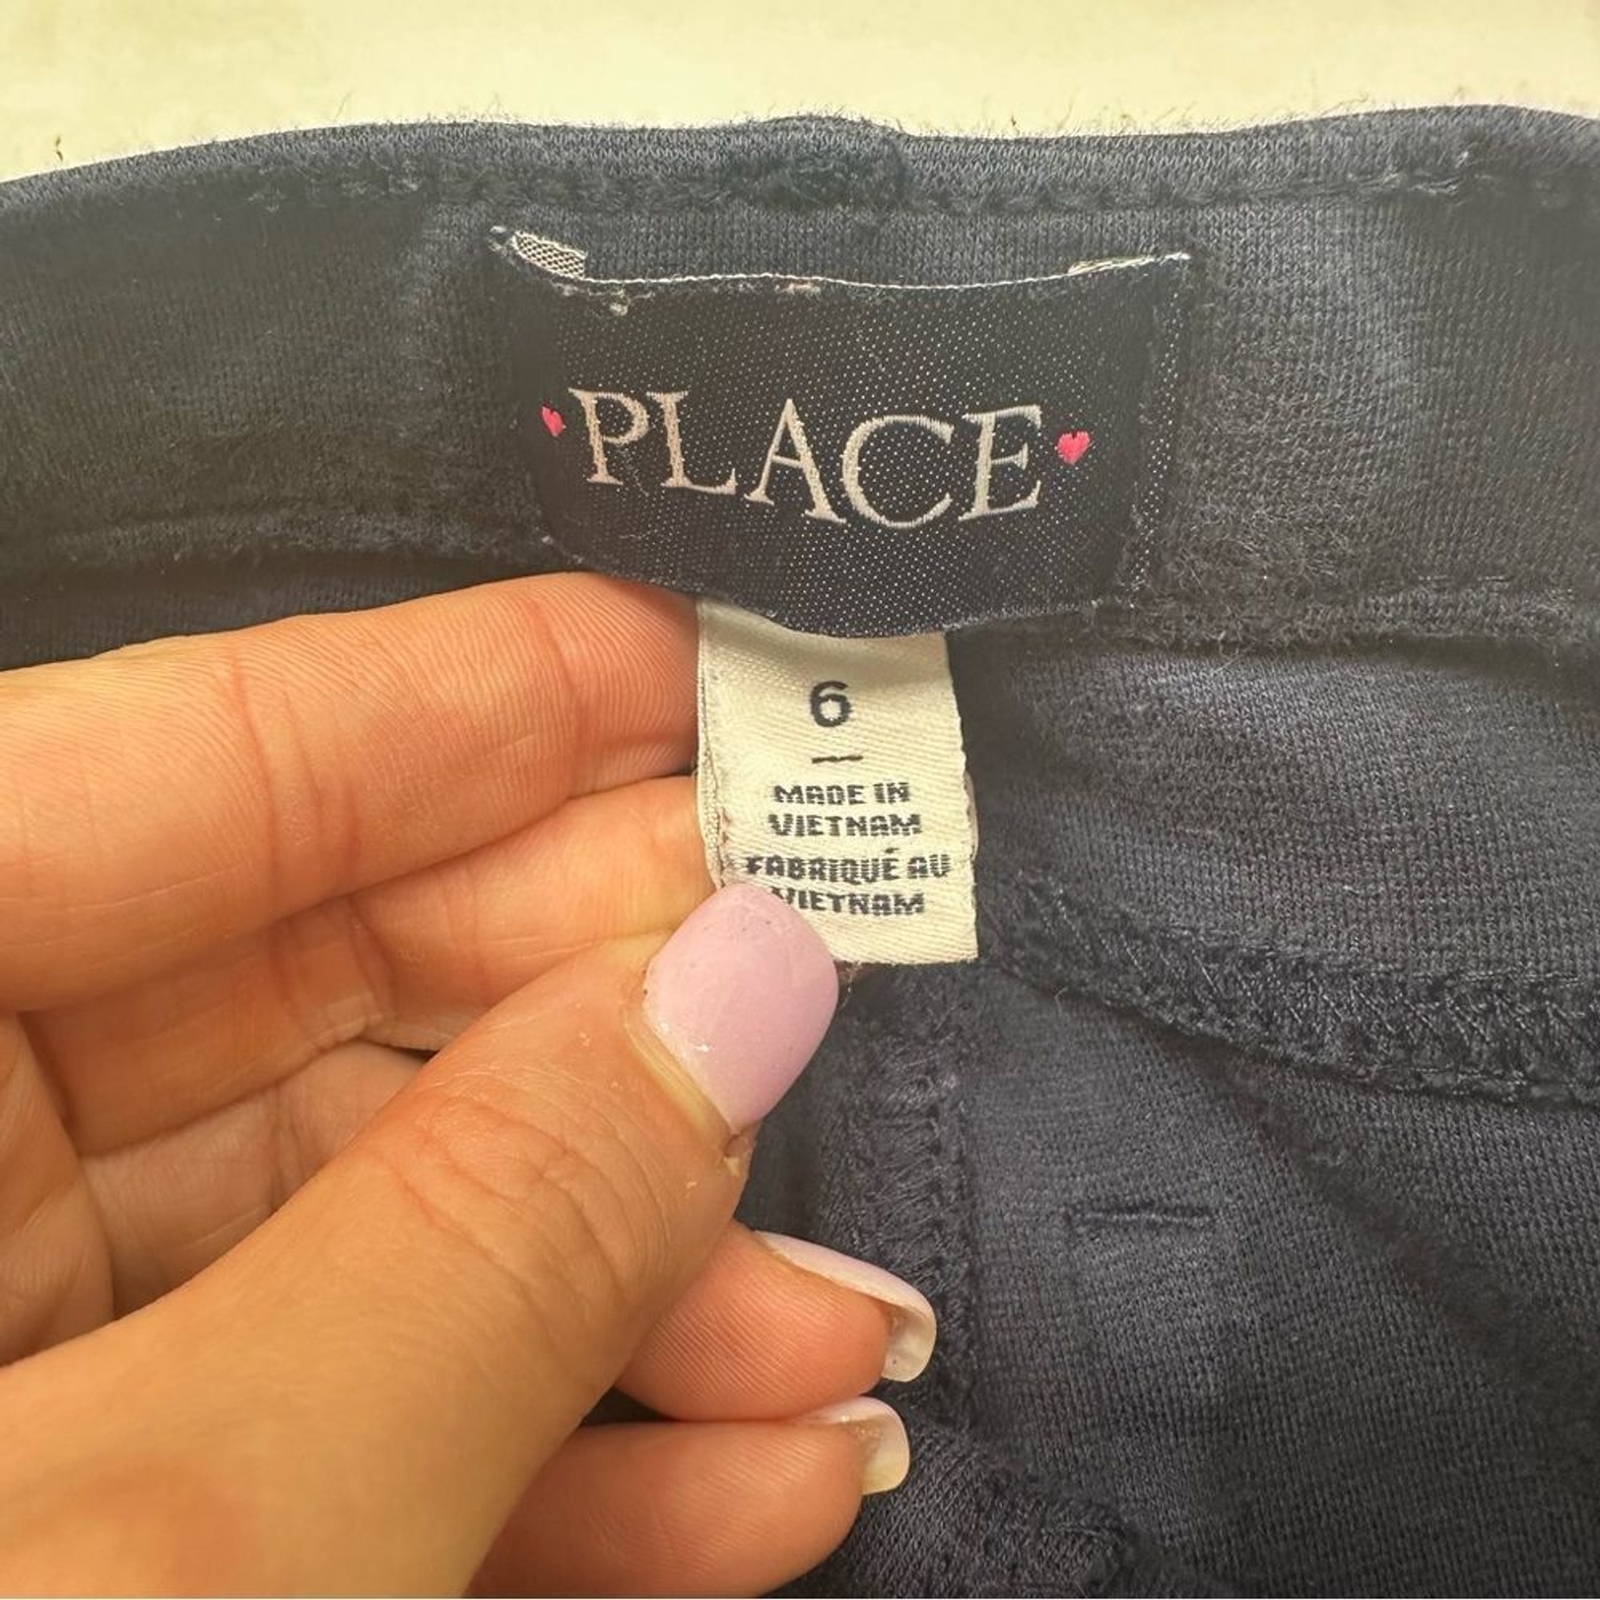 PLACE
6
MADE IN
VIETNAM
FABRIQUÉ AU
VIETNAM